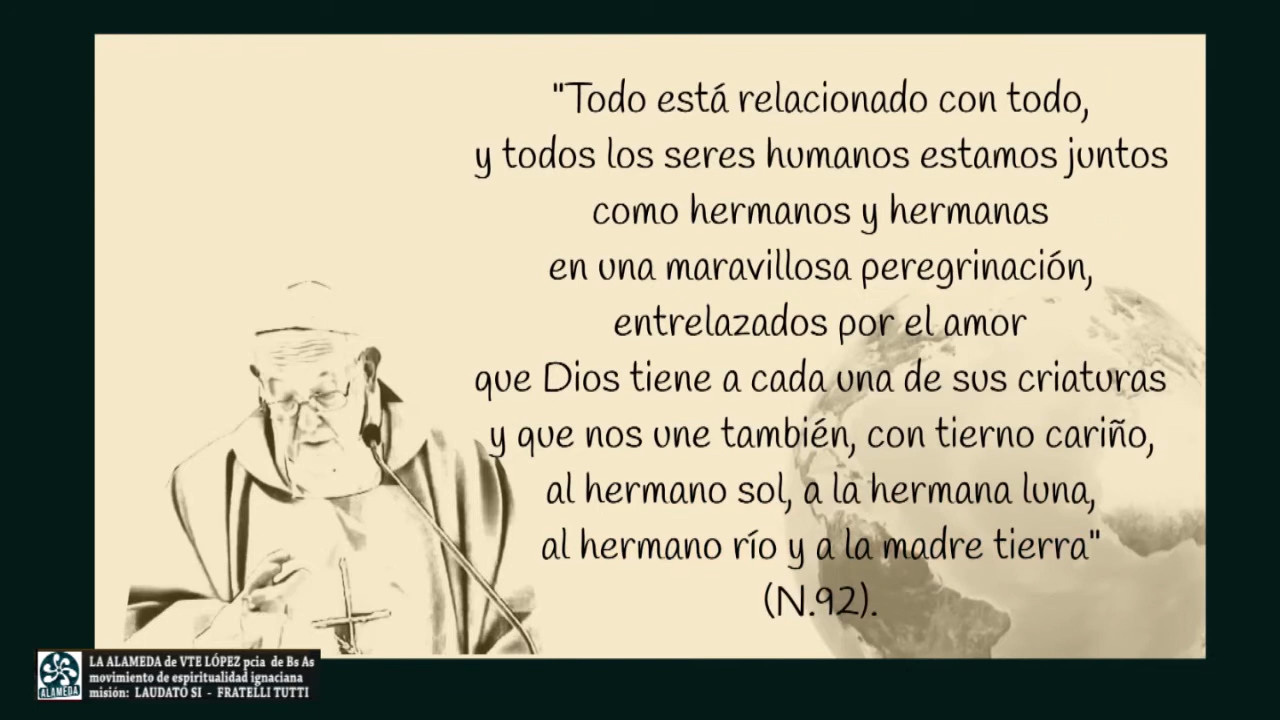 "Todo está relacionado con todo,
y todos los seres humanos estamos juntos
como hermanos y hermanas
en una maravillosa peregrinación,
entrelazados por el amor
que Dios tiene a cada una de sus criaturas
y que nos une también, con tierno cariño,
al hermano sol, a la hermana luna,
al hermano río y a la madre tierra"
(N.92).
LA ALAMEDA de VTE LÓPEZ pcia de Bs As
movimiento de espiritualidad ignaciana
misión: LAUDATO SI - FRATELLI TUTTI
ALAMEDA